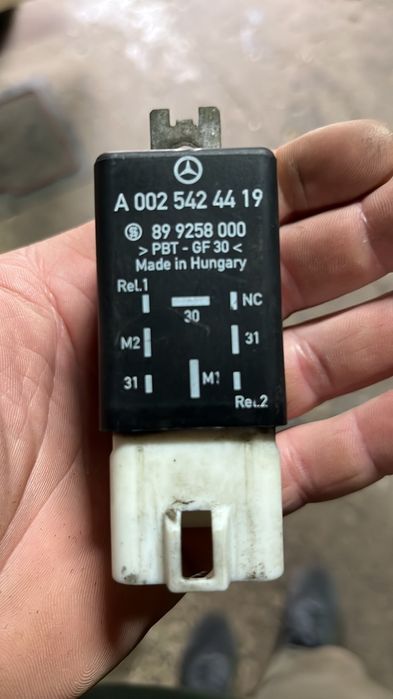 A 002 542 44 19
89 9258 000
> PBT - GF 30 <
Made in Hungary
Rel.1
NC
30
M2
31
31
M1
Rel.2